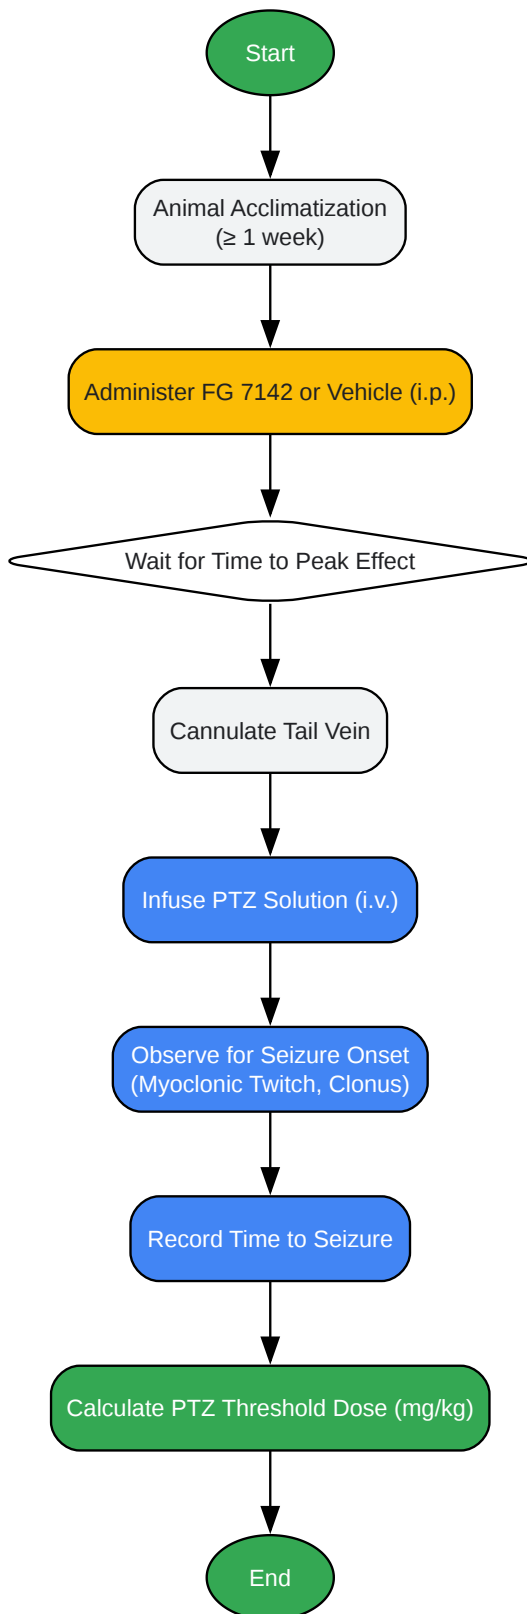 Start
Animal Acclimatization
(≥ 1 week)
Administer FG 7142 or Vehicle (i.p.)
Wait for Time to Peak Effect
Cannulate Tail Vein
Infuse PTZ Solution (i.v.)
Observe for Seizure Onset
(Myoclonic Twitch, Clonus)
Record Time to Seizure
Calculate PTZ Threshold Dose (mg/kg)
End